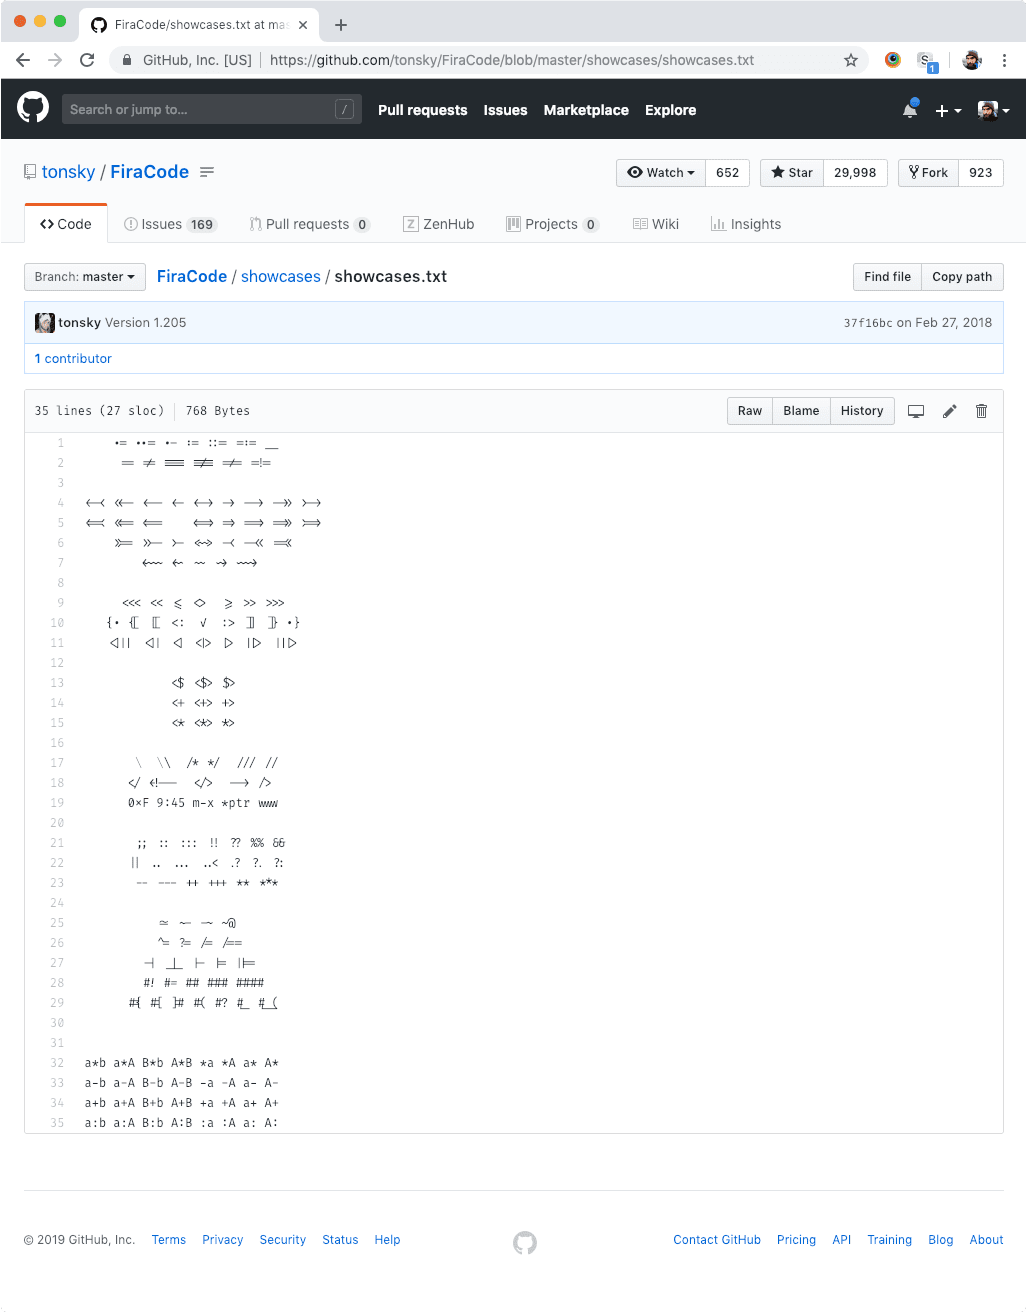 FiraCode/showcases.txt at mas
GitHub, Inc. [US] | https://github.com/tonsky/FiraCode/blob/master/showcases/showcases.txt
1
Search or jump to... / Pull requests Issues Marketplace Explore
tonsky / FiraCode
Watch 652 Star 29,998 Fork 923
Code Issues 169 Pull requests 0 ZenHub Projects 0 Wiki Insights
Branch: master FiraCode / showcases / showcases.txt Find file Copy path
tonsky Version 1.205 37f16bc on Feb 27, 2018
1 contributor
35 lines (27 sloc) 768 Bytes Raw Blame History
1 .= ..= .- := ::= =:= __
2 == != === !== =/= =!=
3
4 <-< <<- <-- <- <-> -> --> ->> >->
5 <=< <<= <== <=> => ==> =>> >=>
6 >>= >>- >- <~> -< -<< =<<
7 <~~ <~ ~~ ~> ~~>
8
9 <<< << <= <> >= >> >>>
10 {. {[ [[ <: √ :> ]] ]} .}
11 <||| <|| <| <|> |> ||> |||>
12
13 <$ <$> $>
14 <+ <+> +>
15 <* <*> *>
16
17 \ \\ /* */ /// //
18 </ <!-- </> --> />
19 0xF 9:45 m-x *ptr www
20
21 ;; :: ::: !! ?? %% &&
22 || .. ... ..< .? ?. ?:
23 -- --- ++ +++ ** ***
24
25 ~= ~- -~ ~@
26 ^= ?= /= /==
27 -| _|_ |- |= ||=
28 #! #= ## ### ####
29 #{ #[ ]# #( #? #_ #_(
30
31
32 a*b a*A B*b A*B *a *A a* A*
33 a-b a-A B-b A-B -a -A a- A-
34 a+b a+A B+b A+B +a +A a+ A+
35 a:b a:A B:b A:B :a :A a: A:
© 2019 GitHub, Inc. Terms Privacy Security Status Help Contact GitHub Pricing API Training Blog About